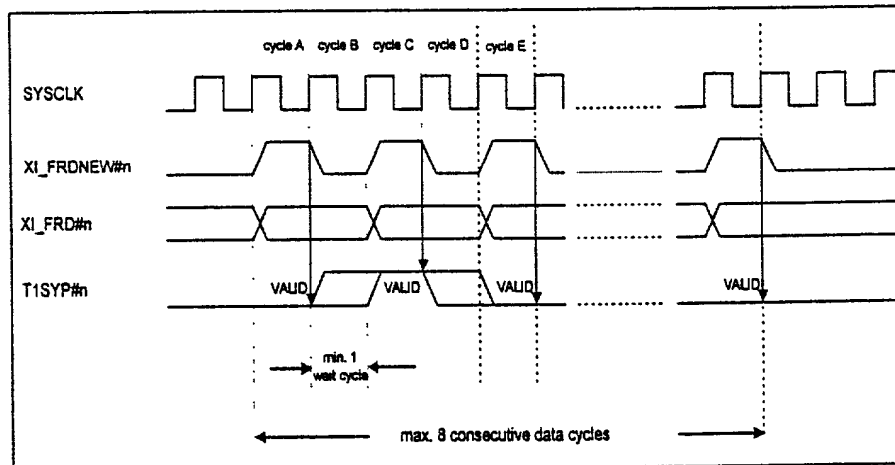 cycle A cycle B cycle C cycle D cycle E
SYSCLK
XI_FRDNEW#n
XI_FRD#n
T1SYP#n
VALID VALID VALID VALID
min. 1
wait cycle
max. 8 consecutive data cycles